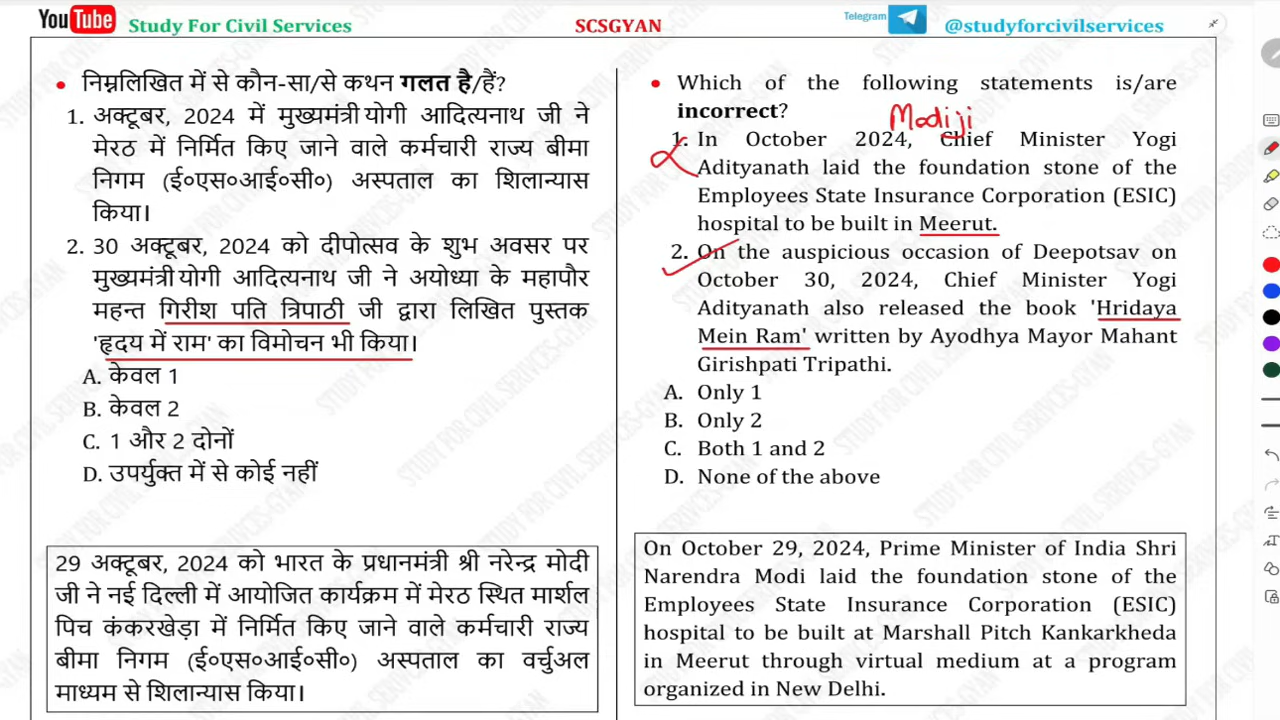 YouTube Study For Civil Services SCSGYAN Telegram @studyforcivilservices
• निम्नलिखित में से कौन-सा/से कथन गलत है/हैं?
1. अक्टूबर, 2024 में मुख्यमंत्री योगी आदित्यनाथ जी ने
मेरठ में निर्मित किए जाने वाले कर्मचारी राज्य बीमा
निगम (ई०एस०आई०सी०) अस्पताल का शिलान्यास
किया।
2. 30 अक्टूबर, 2024 को दीपोत्सव के शुभ अवसर पर
मुख्यमंत्री योगी आदित्यनाथ जी ने अयोध्या के महापौर
महन्त गिरीश पति त्रिपाठी जी द्वारा लिखित पुस्तक
'हृदय में राम' का विमोचन भी किया।
A. केवल 1
B. केवल 2
C. 1 और 2 दोनों
D. उपर्युक्त में से कोई नहीं
29 अक्टूबर, 2024 को भारत के प्रधानमंत्री श्री नरेन्द्र मोदी
जी ने नई दिल्ली में आयोजित कार्यक्रम में मेरठ स्थित मार्शल
पिच कंकरखेड़ा में निर्मित किए जाने वाले कर्मचारी राज्य
बीमा निगम (ई०एस०आई०सी०) अस्पताल का वर्चुअल
माध्यम से शिलान्यास किया।
• Which of the following statements is/are
incorrect?
Modiji
1. In October 2024, Chief Minister Yogi
Adityanath laid the foundation stone of the
Employees State Insurance Corporation (ESIC)
hospital to be built in Meerut.
2. On the auspicious occasion of Deepotsav on
October 30, 2024, Chief Minister Yogi
Adityanath also released the book 'Hridaya
Mein Ram' written by Ayodhya Mayor Mahant
Girishpati Tripathi.
A. Only 1
B. Only 2
C. Both 1 and 2
D. None of the above
On October 29, 2024, Prime Minister of India Shri
Narendra Modi laid the foundation stone of the
Employees State Insurance Corporation (ESIC)
hospital to be built at Marshall Pitch Kankarkheda
in Meerut through virtual medium at a program
organized in New Delhi.